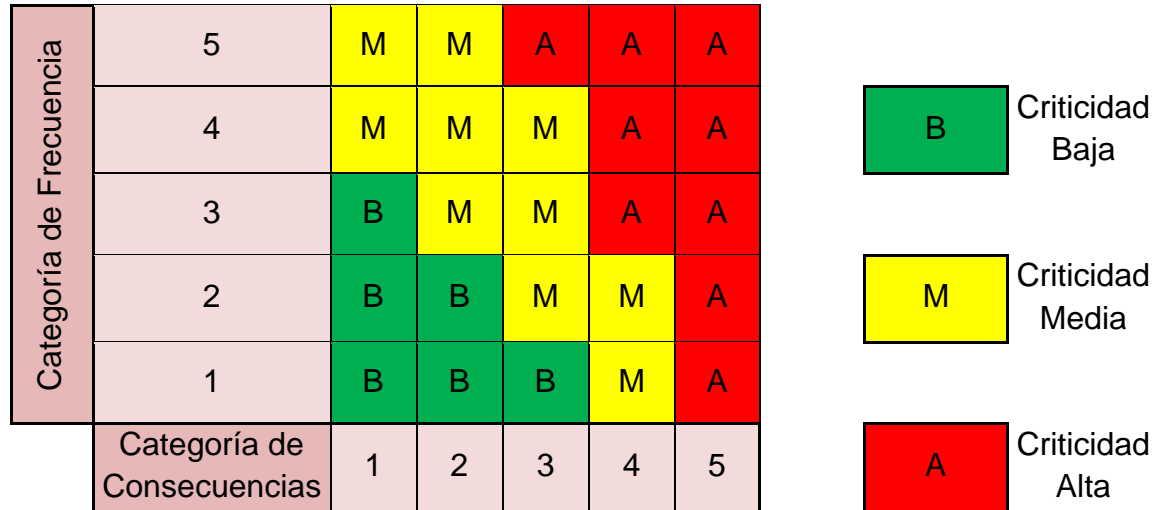 Categoría de Frecuencia
5 M M A A A
4 M M M A A
3 B M M A A
2 B B M M A
1 B B B M A
Categoría de
Consecuencias
1 2 3 4 5
B
Criticidad
Baja
M
Criticidad
Media
A
Criticidad
Alta